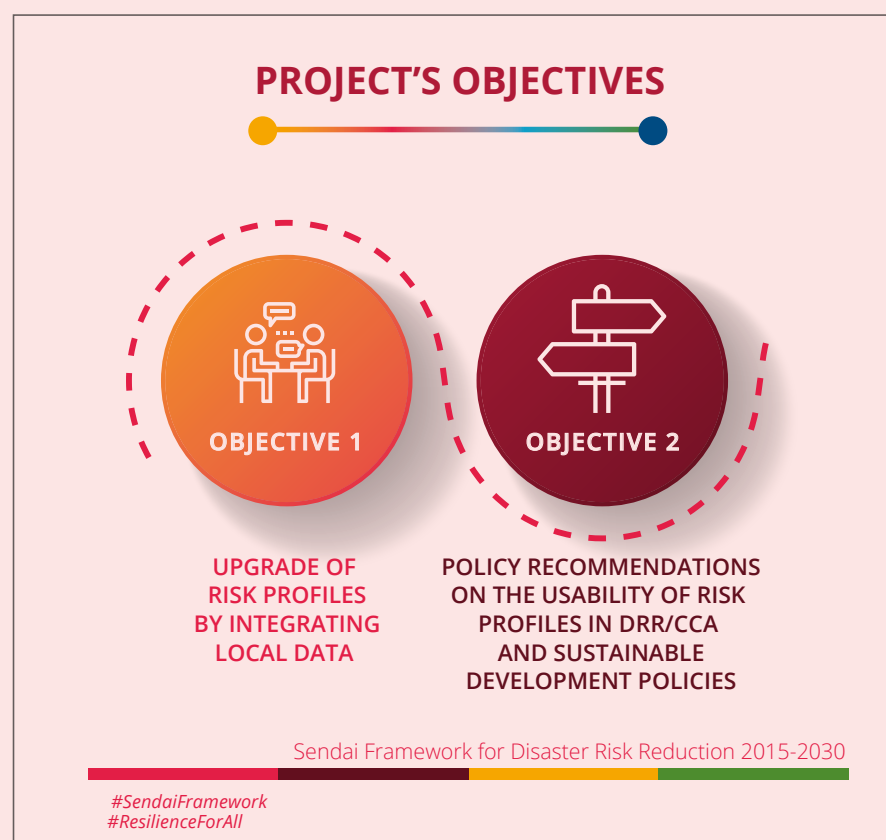 PROJECT’S OBJECTIVES
OBJECTIVE 1
OBJECTIVE 2
UPGRADE OF
RISK PROFILES
BY INTEGRATING
LOCAL DATA
POLICY RECOMMENDATIONS
ON THE USABILITY OF RISK
PROFILES IN DRR/CCA
AND SUSTAINABLE
DEVELOPMENT POLICIES
Sendai Framework for Disaster Risk Reduction 2015-2030
#SendaiFramework
#ResilienceForAll